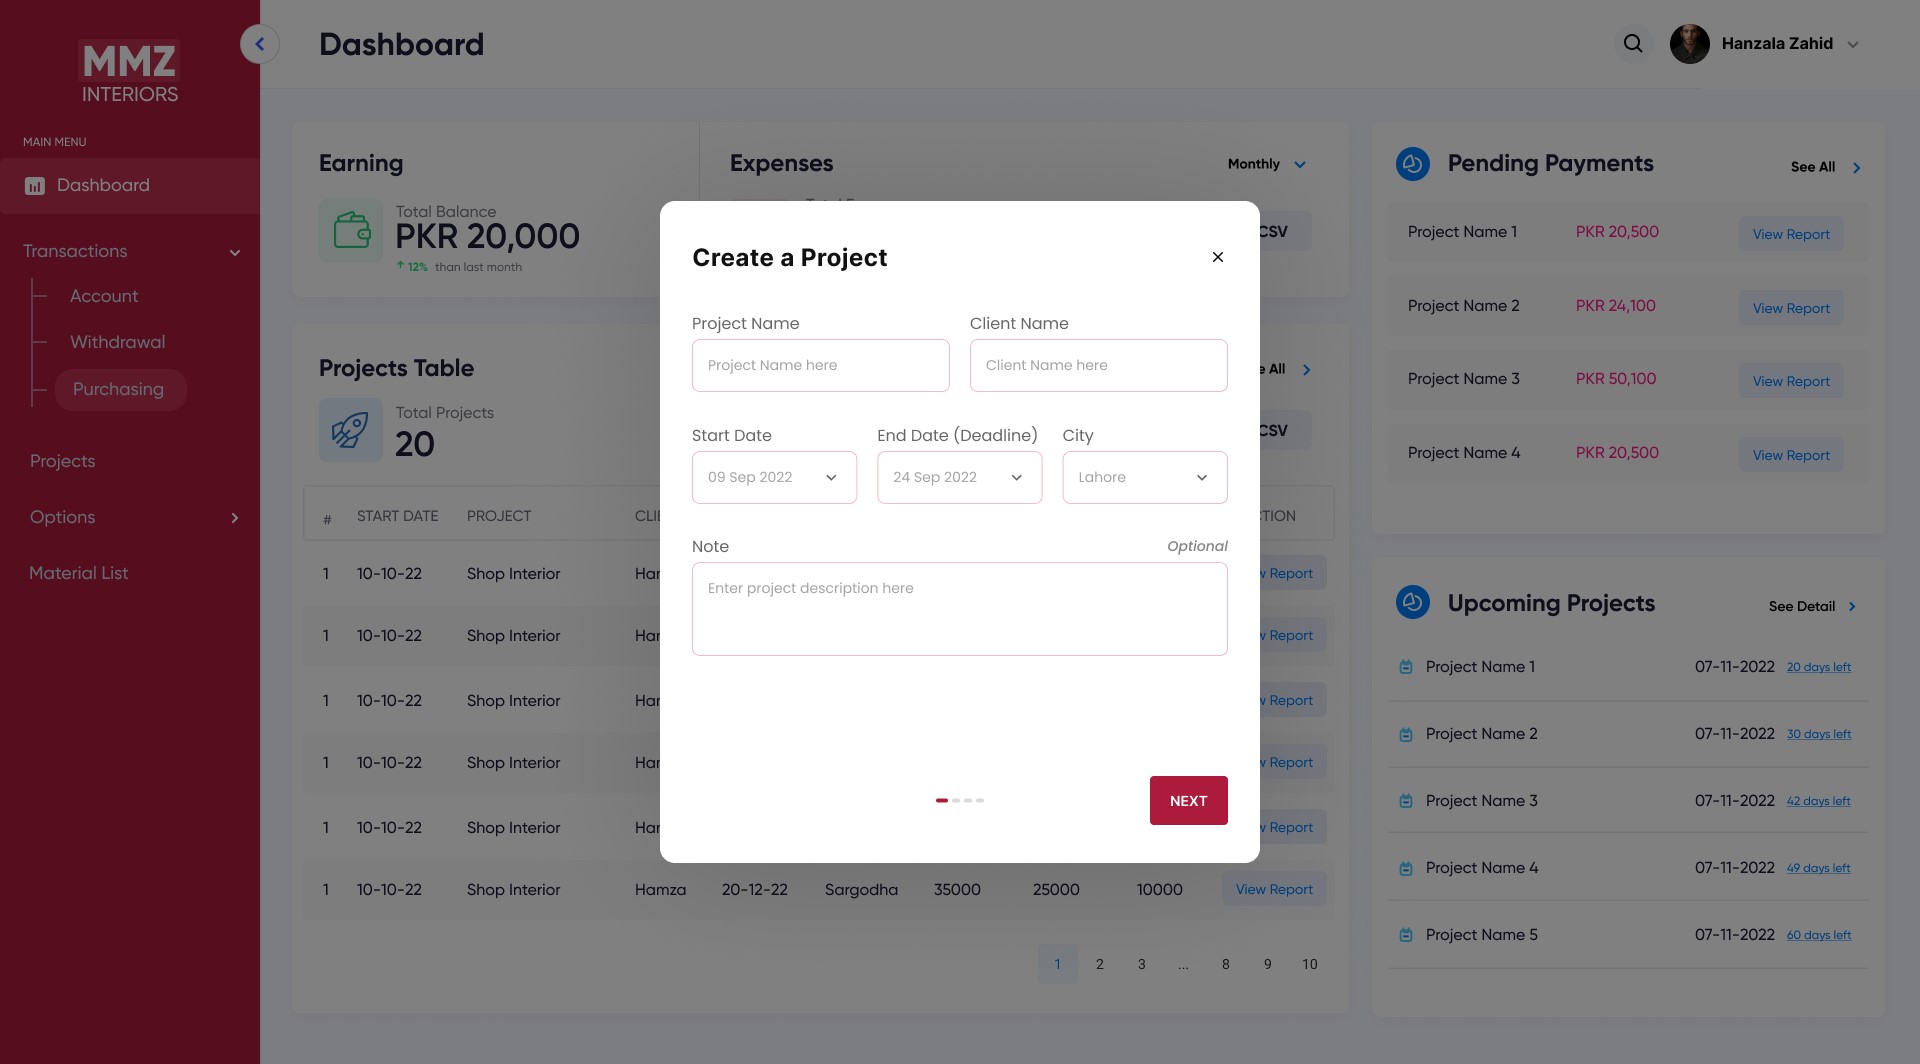 MMZ
INTERIORS
MAIN MENU
Dashboard
Transactions
Account
Withdrawal
Purchasing
Projects
Options
Material List
Dashboard
Hanzala Zahid
Earning
Total Balance
PKR 20,000
12% than last month
Expenses
Monthly
CSV
Projects Table
All
Total Projects
20
CSV
# START DATE PROJECT
1 10-10-22 Shop Interior Report
1 10-10-22 Shop Interior Report
1 10-10-22 Shop Interior Report
1 10-10-22 Shop Interior Report
1 10-10-22 Shop Interior Report
1 10-10-22 Shop Interior Hamza 20-12-22 Sargodha 35000 25000 10000 View Report
1 2 3 ... 8 9 10
Create a Project
Project Name Client Name
Project Name here Client Name here
Start Date End Date (Deadline) City
09 Sep 2022 24 Sep 2022 Lahore
Note Optional
Enter project description here
NEXT
Pending Payments See All
Project Name 1 PKR 20,500 View Report
Project Name 2 PKR 24,100 View Report
Project Name 3 PKR 50,100 View Report
Project Name 4 PKR 20,500 View Report
Upcoming Projects See Detail
Project Name 1 07-11-2022 20 days left
Project Name 2 07-11-2022 30 days left
Project Name 3 07-11-2022 42 days left
Project Name 4 07-11-2022 49 days left
Project Name 5 07-11-2022 60 days left